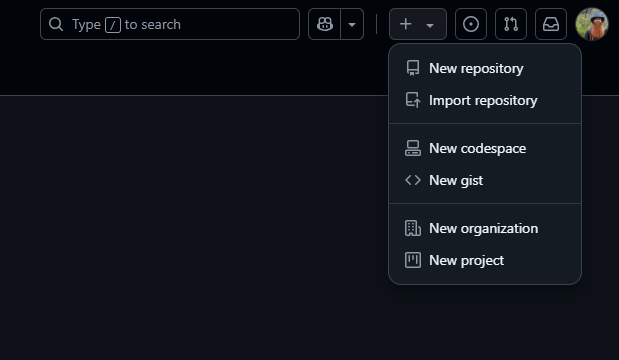 Type / to search
New repository
Import repository
New codespace
New gist
New organization
New project